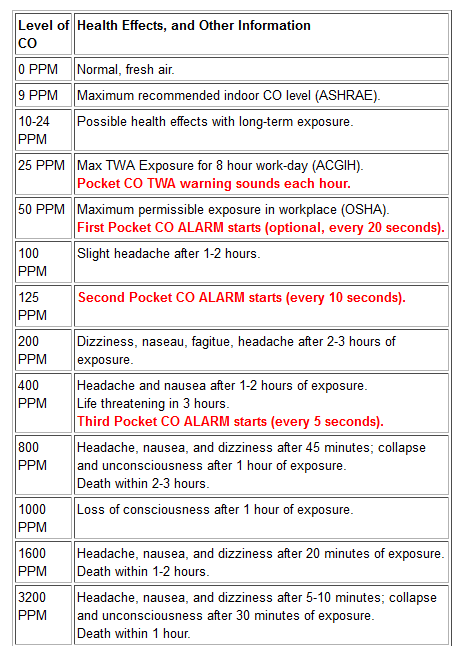 Level of Health Effects, and Other Information
CO
0 PPM Normal, fresh air.
9 PPM Maximum recommended indoor CO level (ASHRAE).
10-24 Possible health effects with long-term exposure.
PPM
25 PPM Max TWA Exposure for 8 hour work-day (ACGIH).
Pocket CO TWA warning sounds each hour.
50 PPM Maximum permissible exposure in workplace (OSHA).
First Pocket CO ALARM starts (optional, every 20 seconds).
100 Slight headache after 1-2 hours.
PPM
125 Second Pocket CO ALARM starts (every 10 seconds).
PPM
200 Dizziness, naseau, fagitue, headache after 2-3 hours of
PPM exposure.
400 Headache and nausea after 1-2 hours of exposure.
PPM Life threatening in 3 hours.
Third Pocket CO ALARM starts (every 5 seconds).
800 Headache, nausea, and dizziness after 45 minutes; collapse
PPM and unconsciousness after 1 hour of exposure.
Death within 2-3 hours.
1000 Loss of consciousness after 1 hour of exposure.
PPM
1600 Headache, nausea, and dizziness after 20 minutes of exposure.
PPM Death within 1-2 hours.
3200 Headache, nausea, and dizziness after 5-10 minutes; collapse
PPM and unconsciousness after 30 minutes of exposure.
Death within 1 hour.